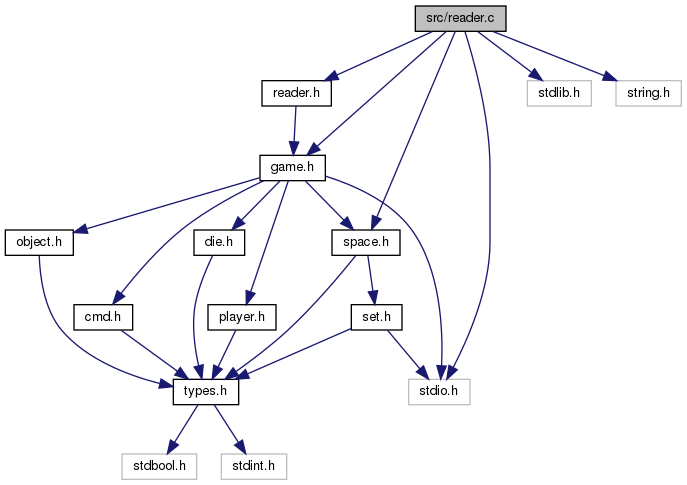 src/reader.c
reader.h
stdlib.h
string.h
game.h
object.h
die.h
space.h
cmd.h
player.h
set.h
types.h
stdio.h
stdbool.h
stdint.h